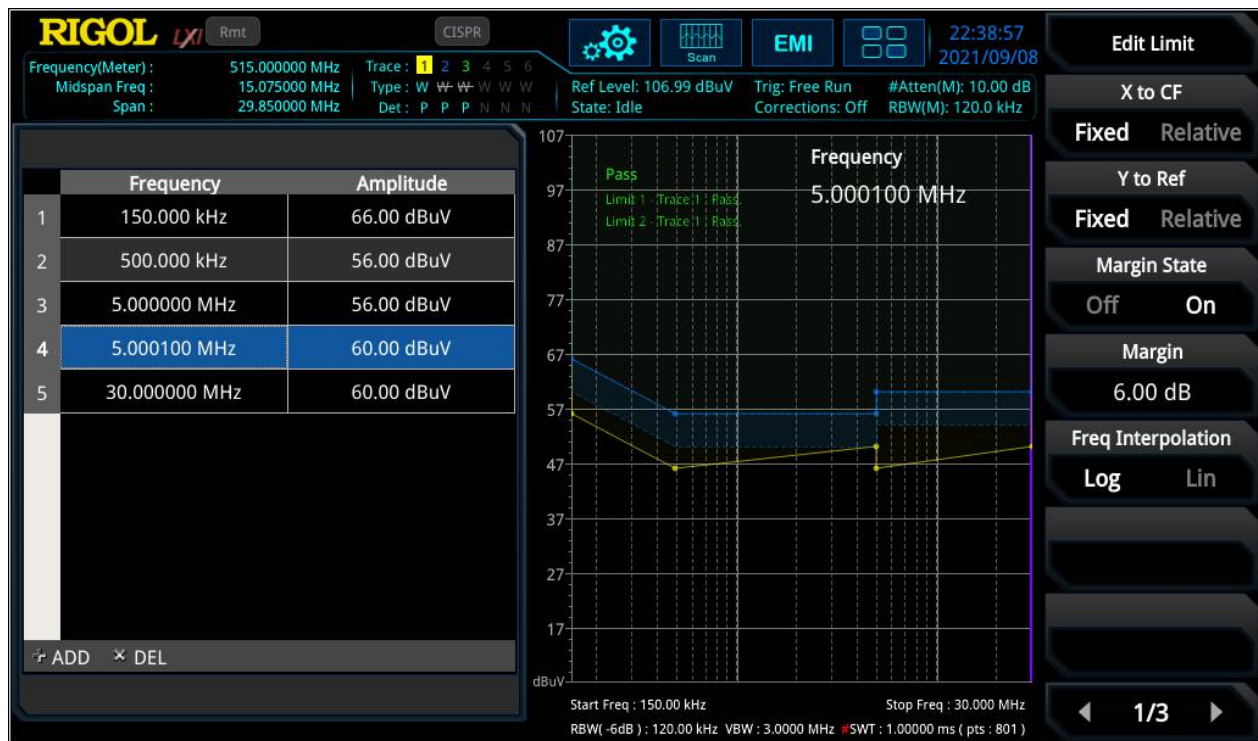 RIGOL LXI Rmt CISPR
Scan
EMI
22:38:57
2021/09/08
Frequency(Meter) : 515.000000 MHz
Midspan Freq : 15.075000 MHz
Span : 29.850000 MHz
Trace : 1 2 3 4 5 6
Type : W W W W W W
Det : P P P N N N
Ref Level: 106.99 dBuV Trig: Free Run #Atten(M): 10.00 dB
State: Idle Corrections: Off RBW(M): 120.0 kHz
Frequency Amplitude
1 150.000 kHz 66.00 dBuV
2 500.000 kHz 56.00 dBuV
3 5.000000 MHz 56.00 dBuV
4 5.000100 MHz 60.00 dBuV
5 30.000000 MHz 60.00 dBuV
ADD × DEL
Frequency
5.000100 MHz
Pass
Limit 1 - Trace 1 : Pass.
Limit 2 - Trace 1 : Pass.
107
97
87
77
67
57
47
37
27
17
dBuV
Start Freq : 150.00 kHz Stop Freq : 30.000 MHz
RBW( -6dB ) : 120.00 kHz VBW : 3.0000 MHz #SWT : 1.00000 ms ( pts : 801 )
Edit Limit
X to CF
Fixed Relative
Y to Ref
Fixed Relative
Margin State
Off On
Margin
6.00 dB
Freq Interpolation
Log Lin
1/3